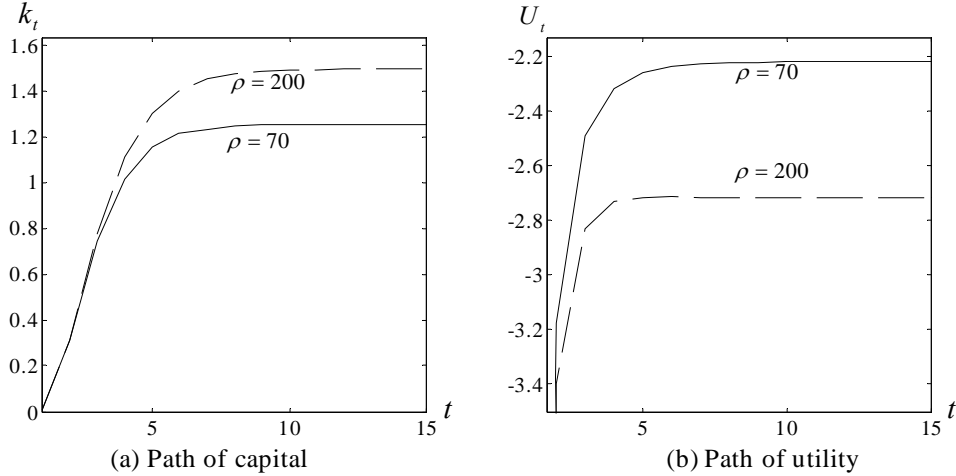 k_t
1.6
1.4
1.2
1
0.8
0.6
0.4
0.2
0
ρ = 200
ρ = 70
5
10
15
t
(a) Path of capital
U_t
-2.2
-2.4
-2.6
-2.8
-3
-3.2
-3.4
ρ = 70
ρ = 200
5
10
15
t
(b) Path of utility